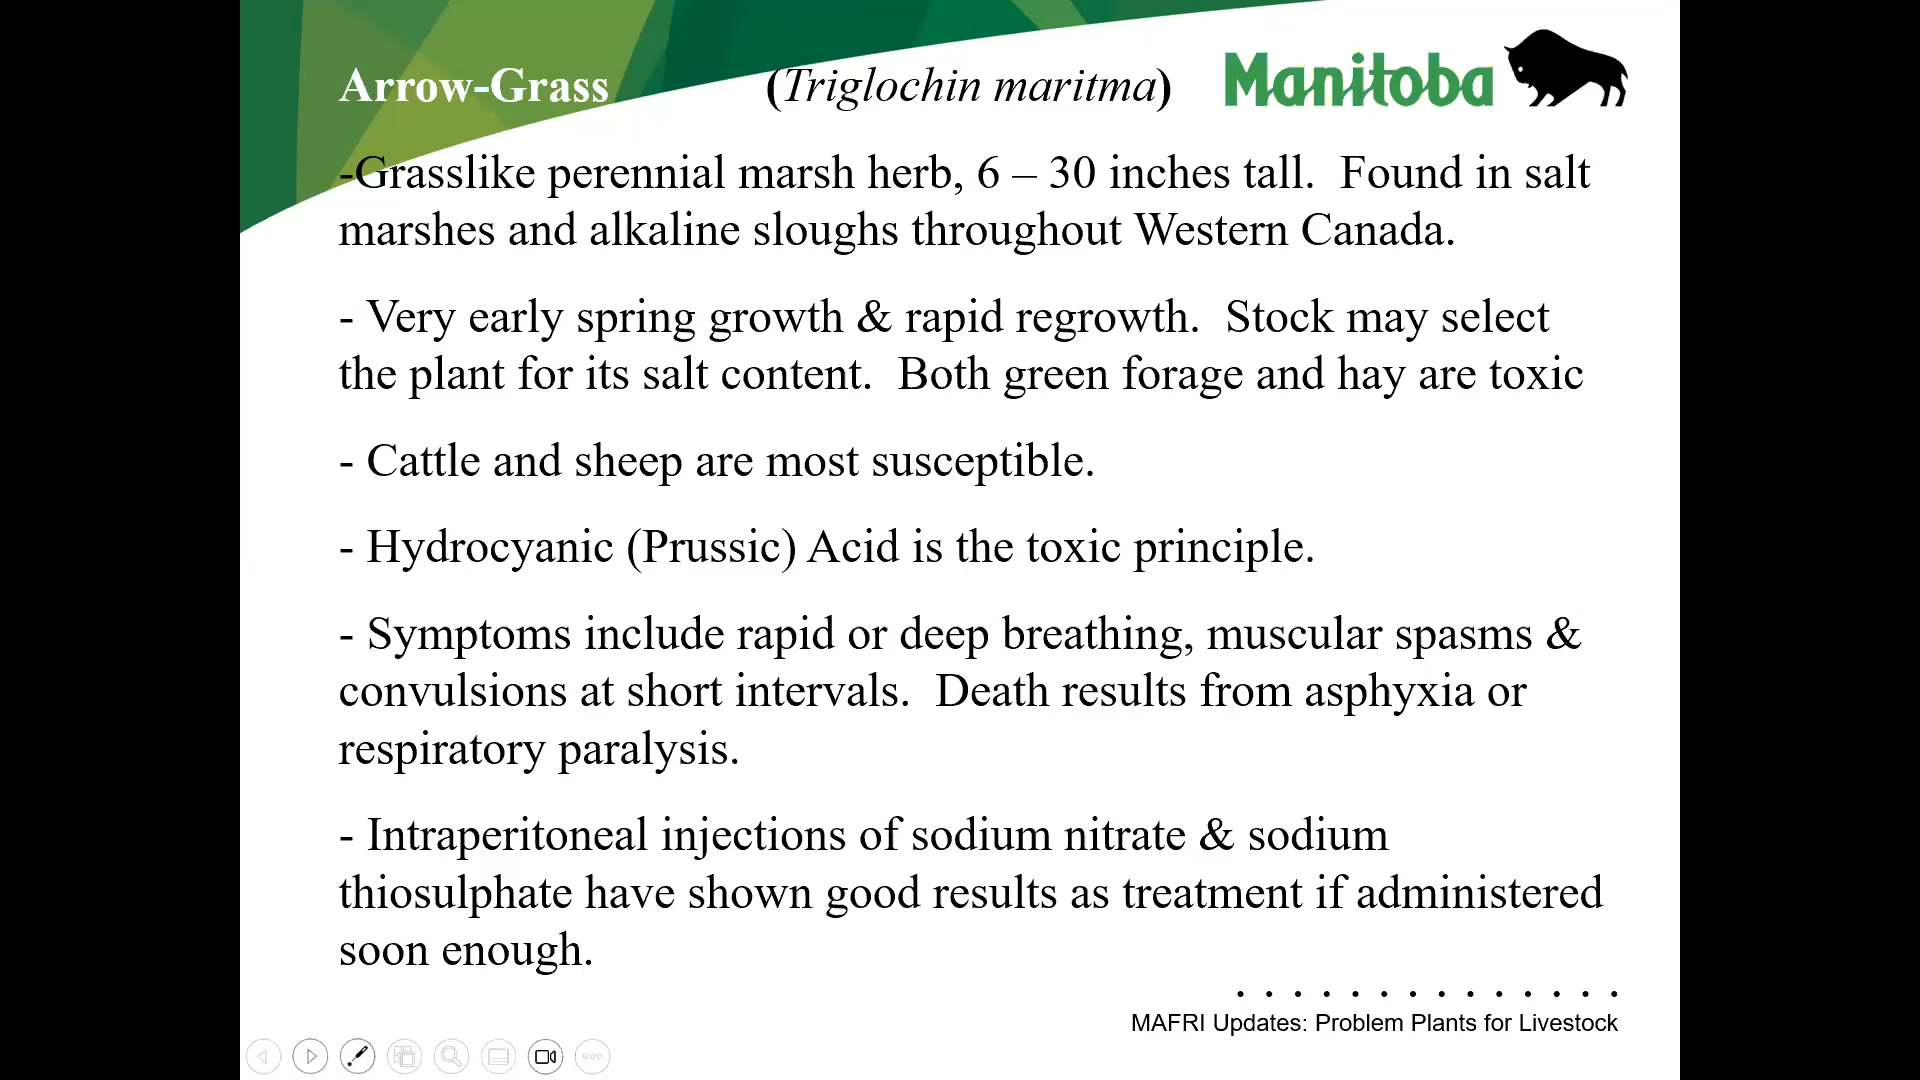 Arrow-Grass (Triglochin maritma) Manitoba
-Grasslike perennial marsh herb, 6 – 30 inches tall. Found in salt
marshes and alkaline sloughs throughout Western Canada.
- Very early spring growth & rapid regrowth. Stock may select
the plant for its salt content. Both green forage and hay are toxic
- Cattle and sheep are most susceptible.
- Hydrocyanic (Prussic) Acid is the toxic principle.
- Symptoms include rapid or deep breathing, muscular spasms &
convulsions at short intervals. Death results from asphyxia or
respiratory paralysis.
- Intraperitoneal injections of sodium nitrate & sodium
thiosulphate have shown good results as treatment if administered
soon enough.
. . . . . . . . . . . . . .
MAFRI Updates: Problem Plants for Livestock